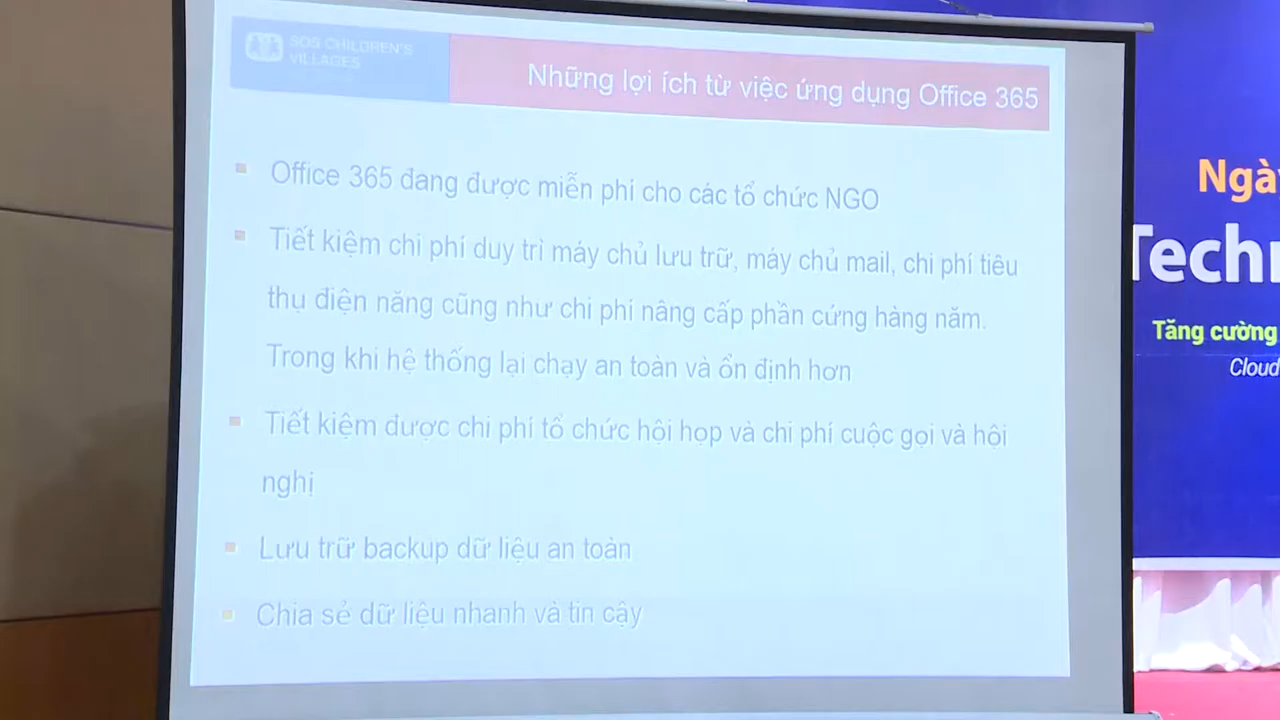 SOS CHILDREN'S
VILLAGES
Những lợi ích từ việc ứng dụng Office 365
Office 365 đang được miễn phí cho các tổ chức NGO
Tiết kiệm chi phí duy trì máy chủ lưu trữ, máy chủ mail, chi phí tiêu
thụ điện năng cũng như chi phí nâng cấp phần cứng hàng năm.
Trong khi hệ thống lại chạy an toàn và ổn định hơn
Tiết kiệm được chi phí tổ chức hội họp và chi phí cuộc gọi và hội
nghị
Lưu trữ backup dữ liệu an toàn
Chia sẻ dữ liệu nhanh và tin cậy
Ngà
Tech
Tăng cường
Cloud